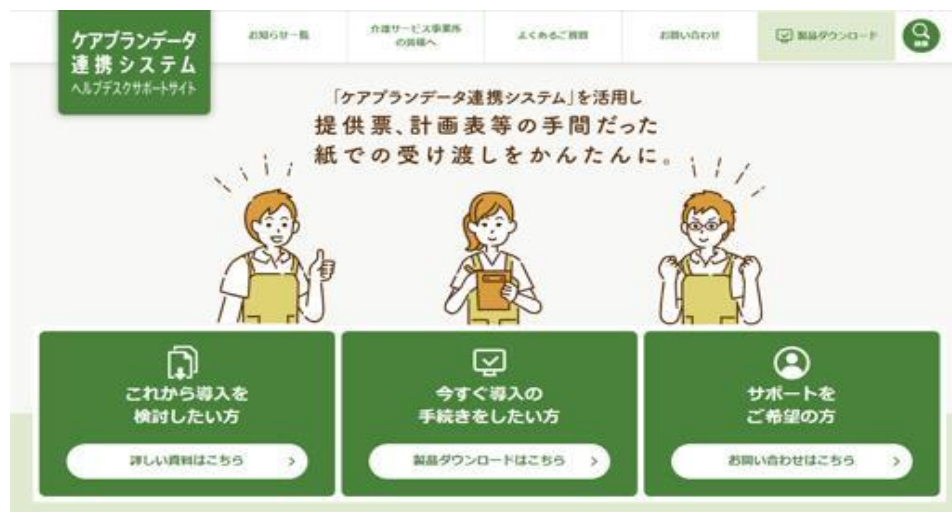 ケアプランデータ
連携システム
ヘルプデスクサポートサイト
お知らせ一覧
介護サービス事業所
の皆様へ
よくあるご質問
お問い合わせ
製品ダウンロード
検索
「ケアプランデータ連携システム」を活用し
提供票、計画表等の手間だった
紙での受け渡しをかんたんに。
これから導入を
検討したい方
詳しい資料はこちら
今すぐ導入の
手続きをしたい方
製品ダウンロードはこちら
サポートを
ご希望の方
お問い合わせはこちら